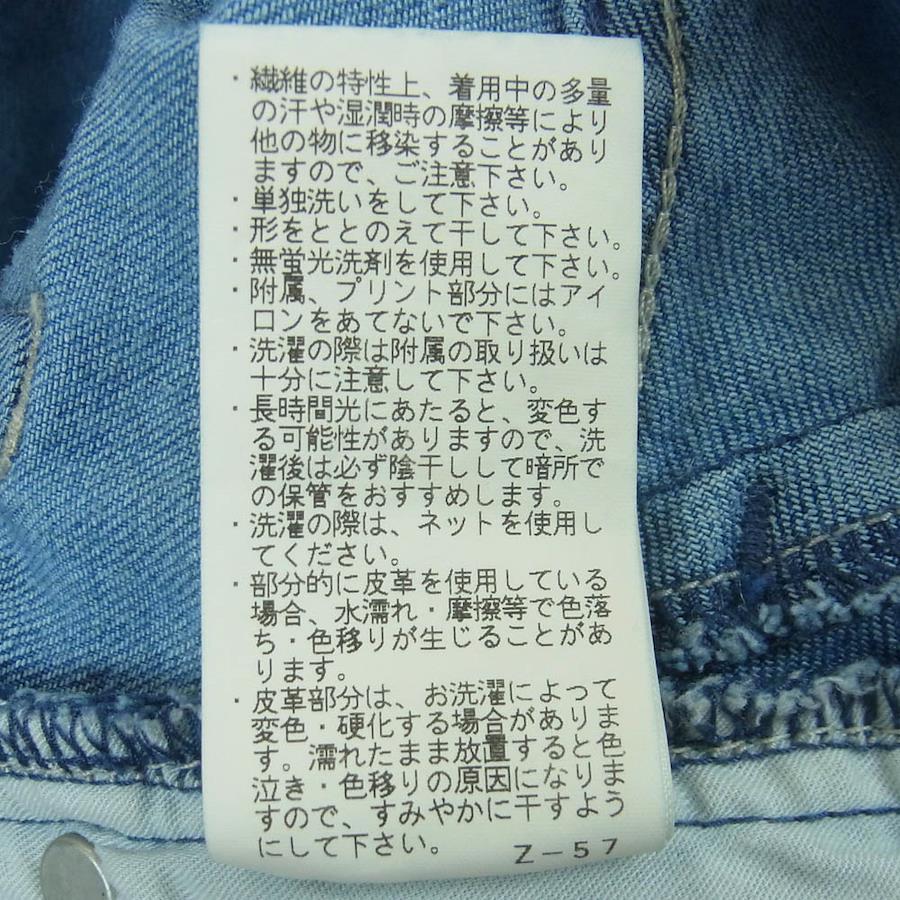 ・繊維の特性上、着用中の多量
の汗や湿潤時の摩擦等により
他の物に移染することがあり
ますので、ご注意下さい。
・単独洗いをして下さい。
・形をととのえて干して下さい。
・無蛍光洗剤を使用して下さい。
・附属、プリント部分にはアイ
ロンをあてないで下さい。
・洗濯の際は附属の取り扱いは
十分に注意して下さい。
・長時間光にあたると、変色す
る可能性がありますので、洗
濯後は必ず陰干しして暗所で
の保管をおすすめします。
・洗濯の際は、ネットを使用し
てください。
・部分的に皮革を使用している
場合、水濡れ・摩擦等で色落
ち・色移りが生じることがあ
ります。
・皮革部分は、お洗濯によって
変色・硬化する場合がありま
す。濡れたまま放置すると色
泣き・色移りの原因になりま
すので、すみやかに干すよう
にして下さい。
Z-57